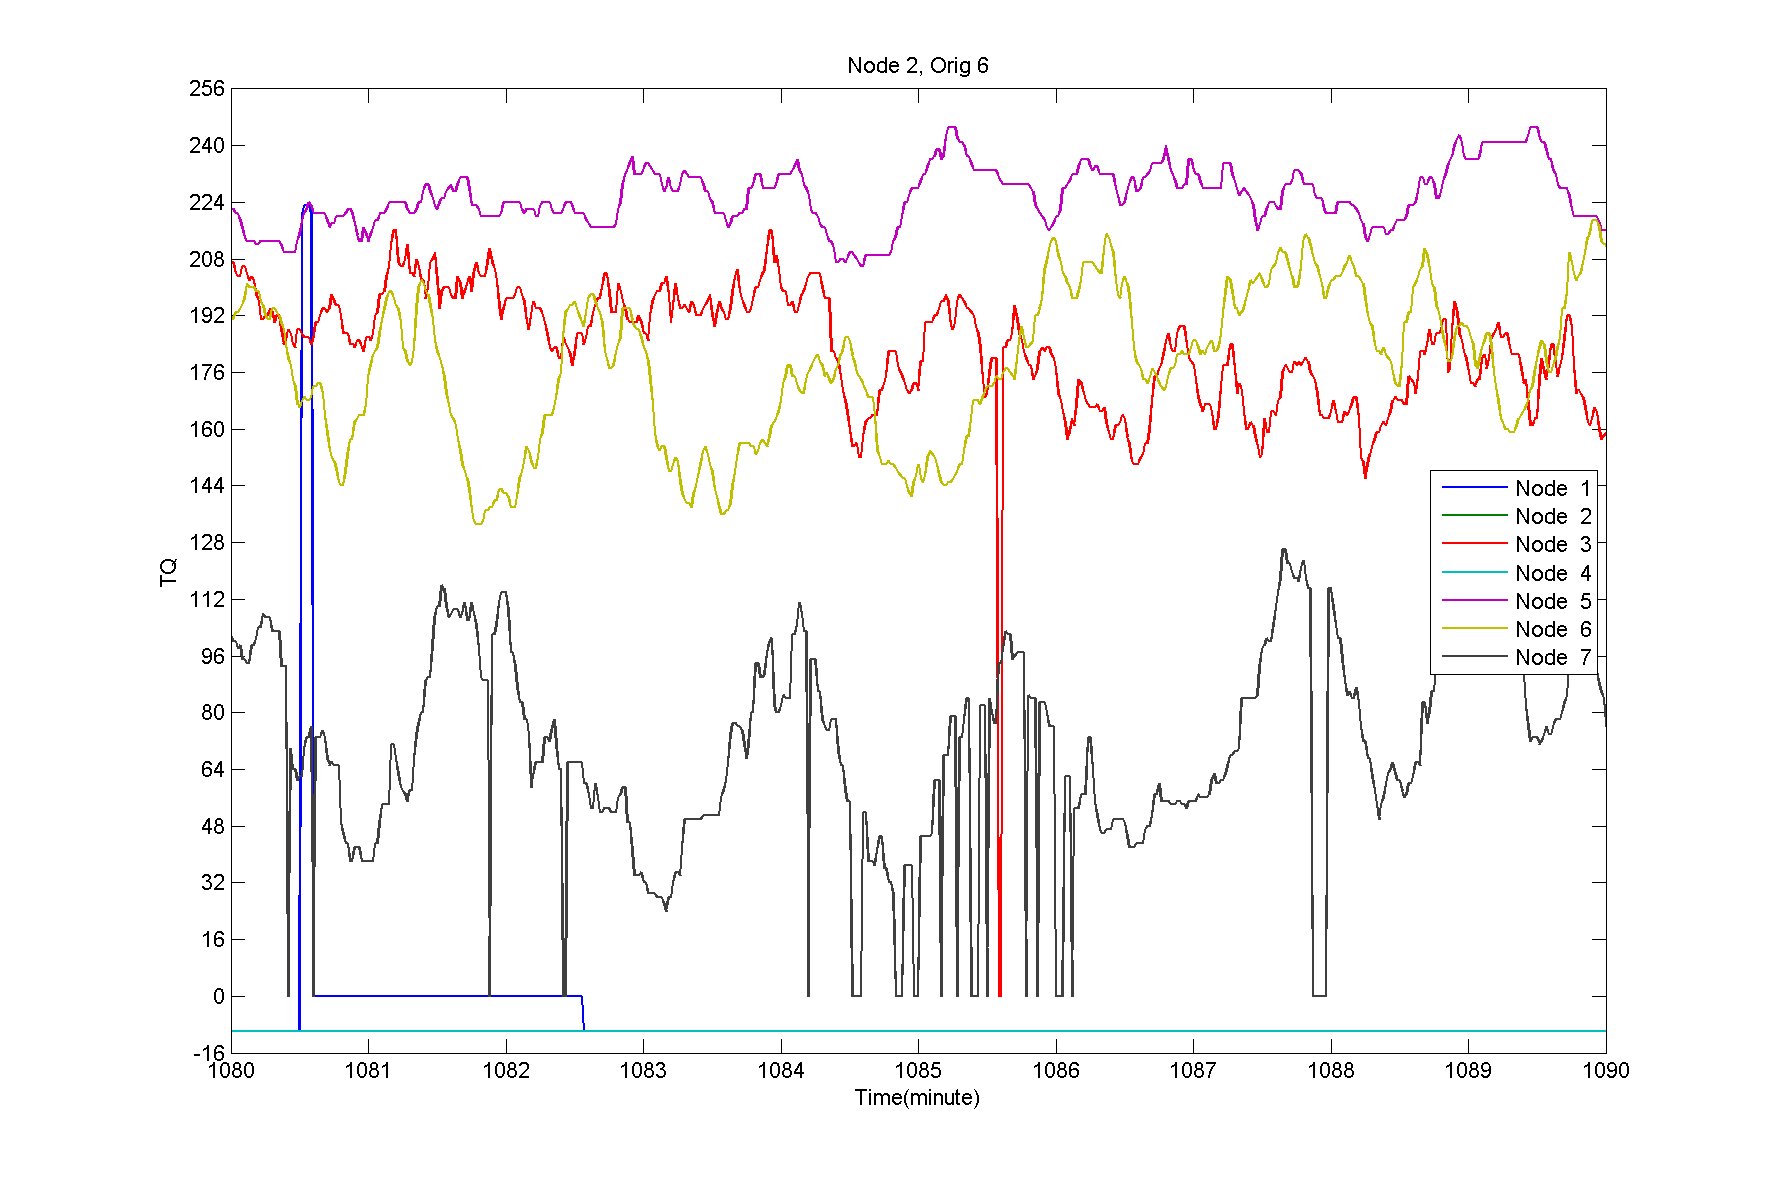 Node 2, Orig 6
256
240
224
208
192
176
160
144
128
112
96
80
64
48
32
16
0
-16
TQ
Node 1
Node 2
Node 3
Node 4
Node 5
Node 6
Node 7
1080 1081 1082 1083 1084 1085 1086 1087 1088 1089 1090
Time(minute)